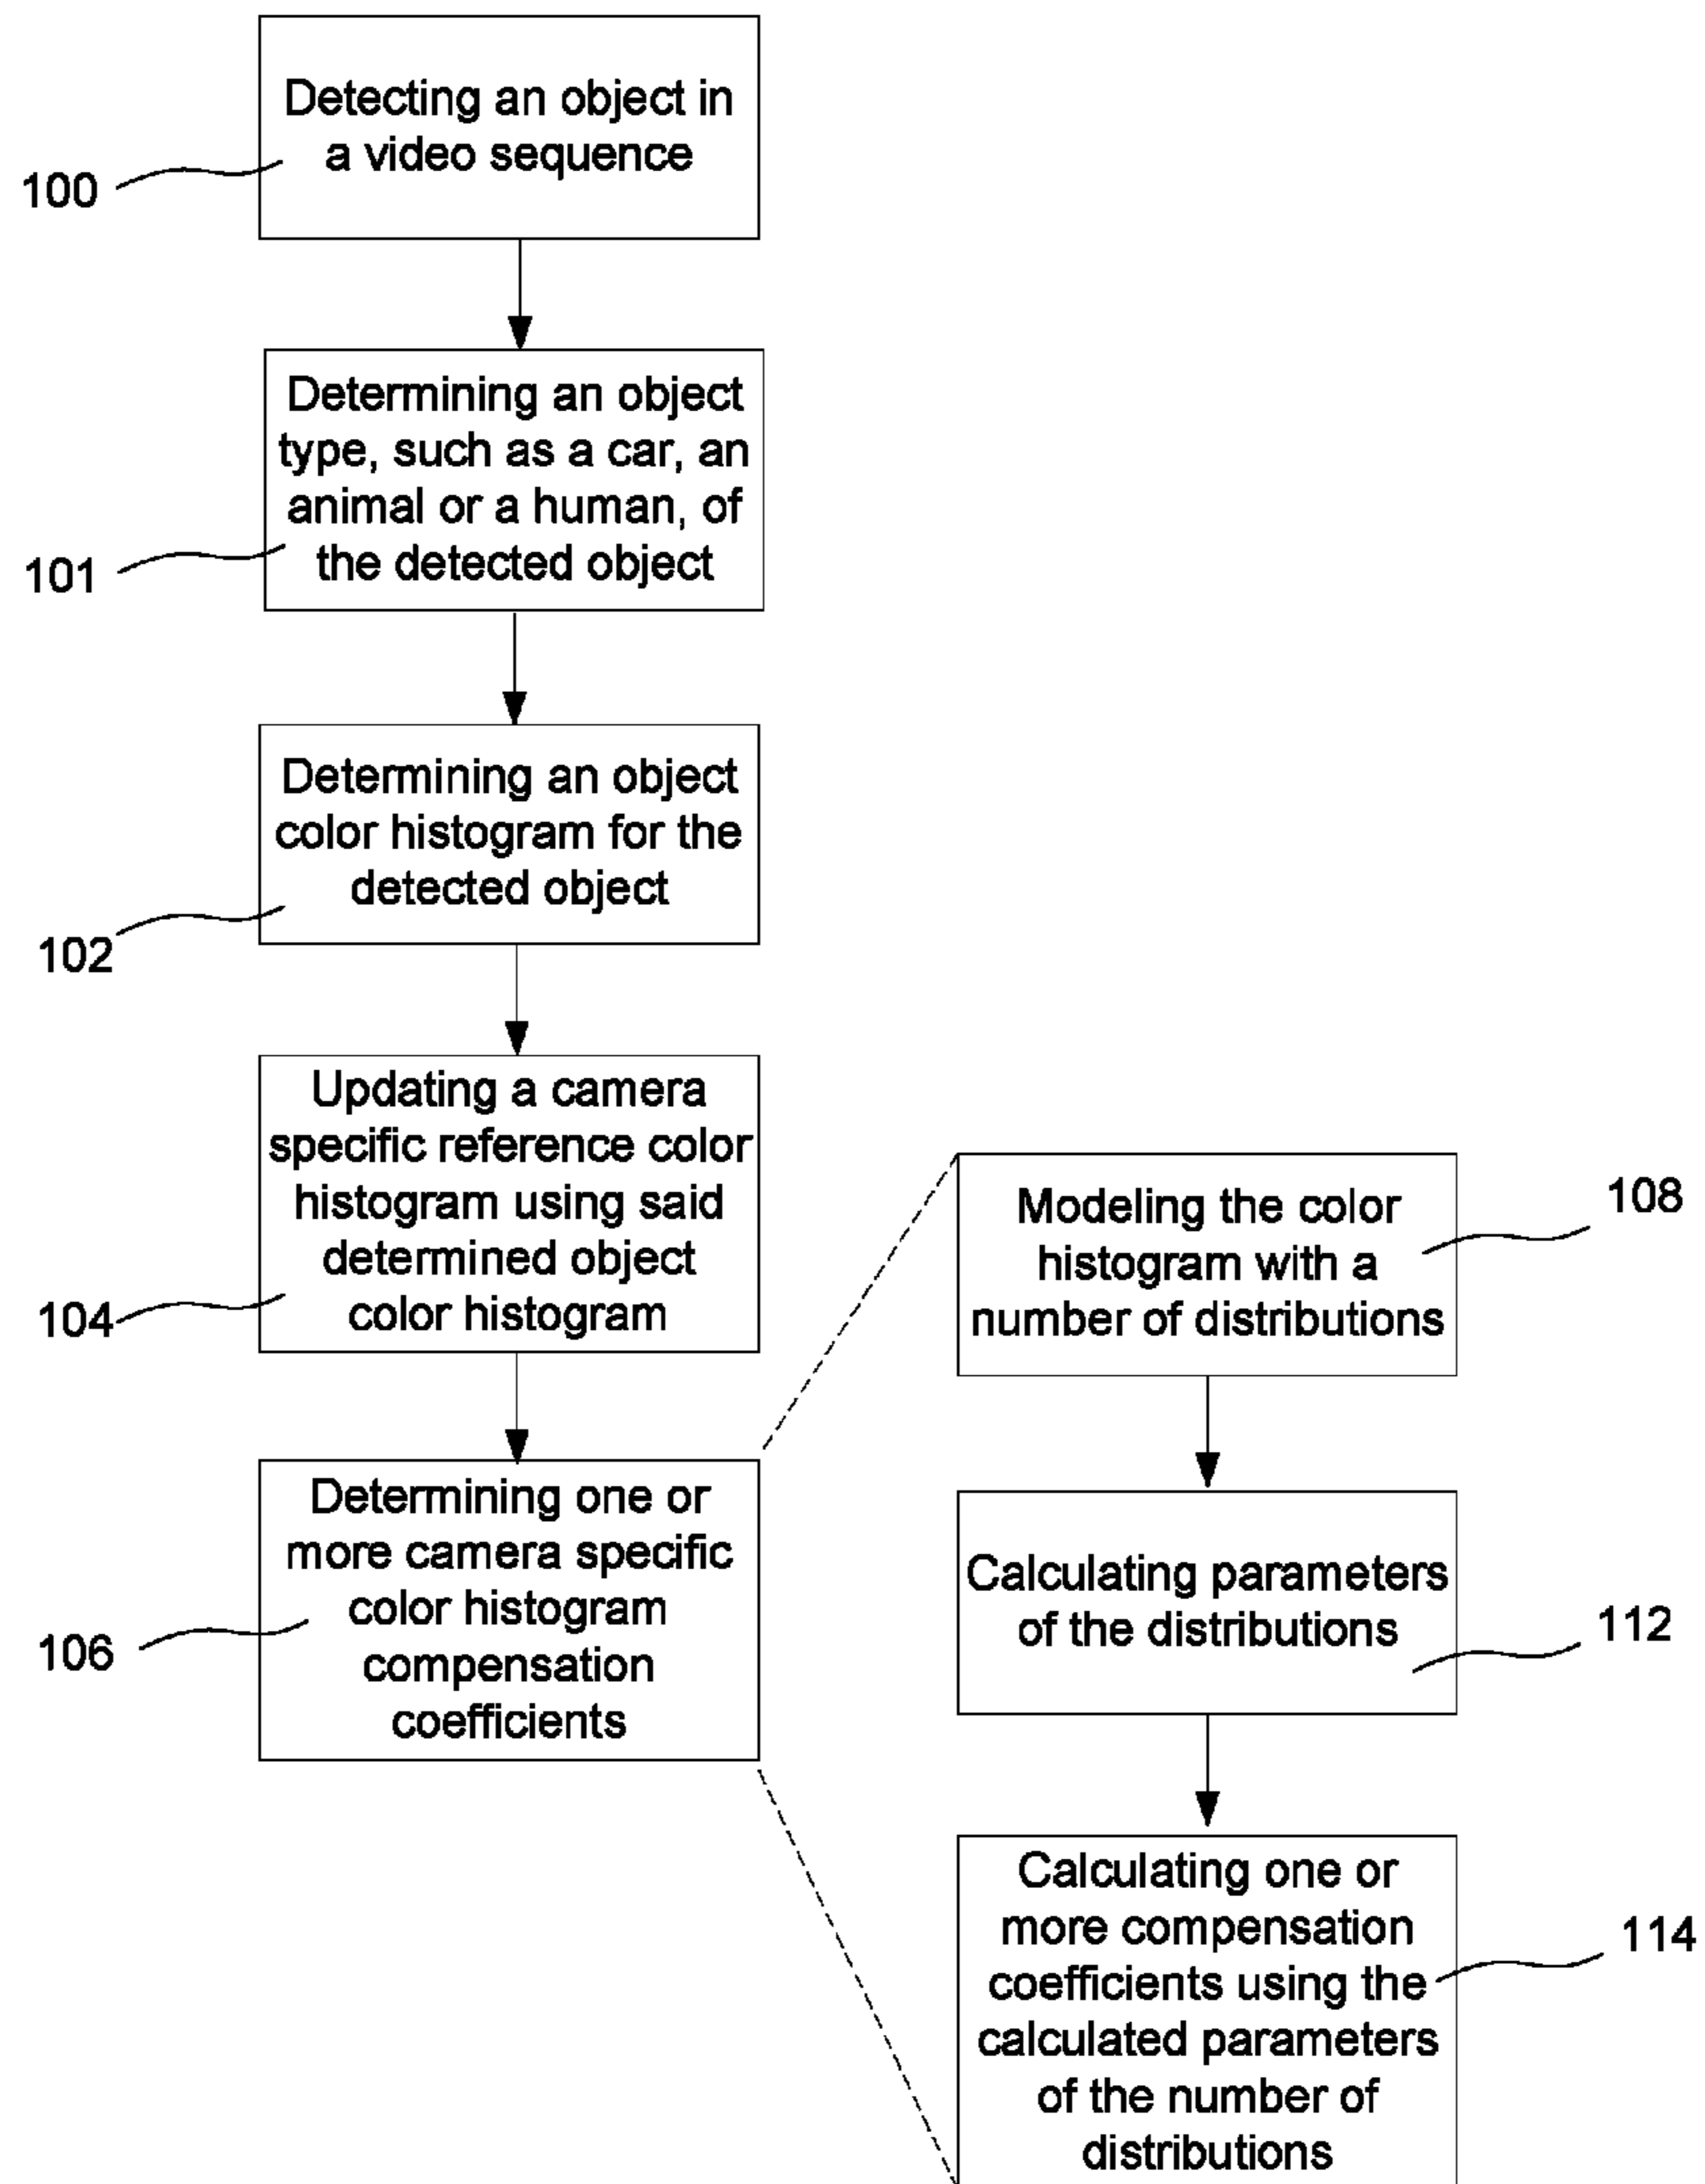 Detecting an object in
a video sequence
100
Determining an object
type, such as a car, an
animal or a human, of
the detected object
101
Determining an object
color histogram for the
detected object
102
Updating a camera
specific reference color
histogram using said
determined object
color histogram
104
Determining one or
more camera specific
color histogram
compensation
coefficients
106
Modeling the color
histogram with a
number of distributions
108
Calculating parameters
of the distributions
112
Calculating one or
more compensation
coefficients using the
calculated parameters
of the number of
distributions
114